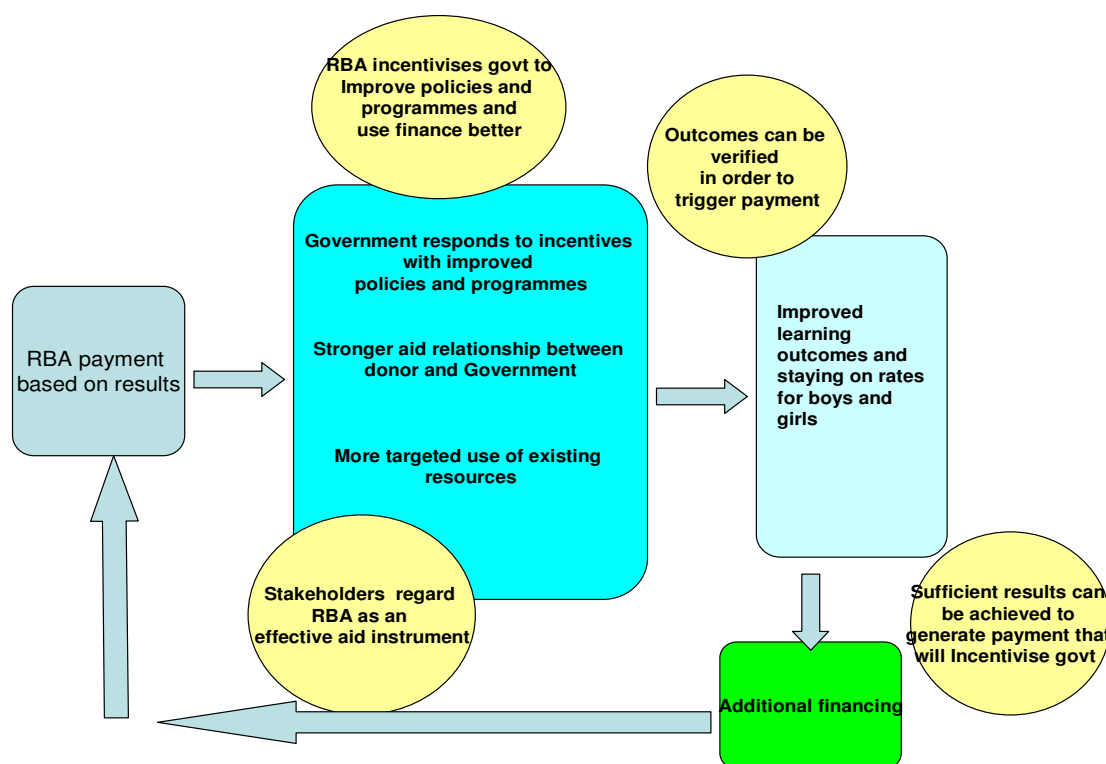 RBA incentivises govt to
Improve policies and
programmes and
use finance better
Outcomes can be
verified
in order to
trigger payment
Government responds to incentives
with improved
policies and programmes
Stronger aid relationship between
donor and Government
More targeted use of existing
resources
RBA payment
based on results
Improved
learning
outcomes and
staying on rates
for boys and
girls
Stakeholders regard
RBA as an
effective aid instrument
Sufficient results can
be achieved to
generate payment that
will Incentivise govt
Additional financing